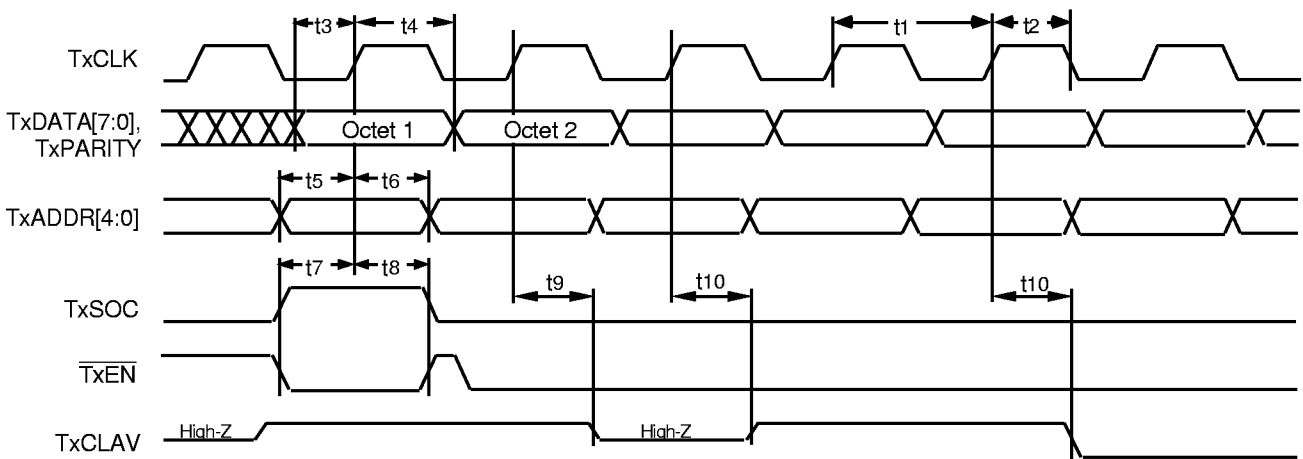 t3 t4 t1 t2
TxCLK
TxDATA[7:0],
TxPARITY
Octet 1 Octet 2
t5 t6
TxADDR[4:0]
t7 t8 t9 t10 t10
TxSOC
TxEN
TxCLAV
High-Z High-Z